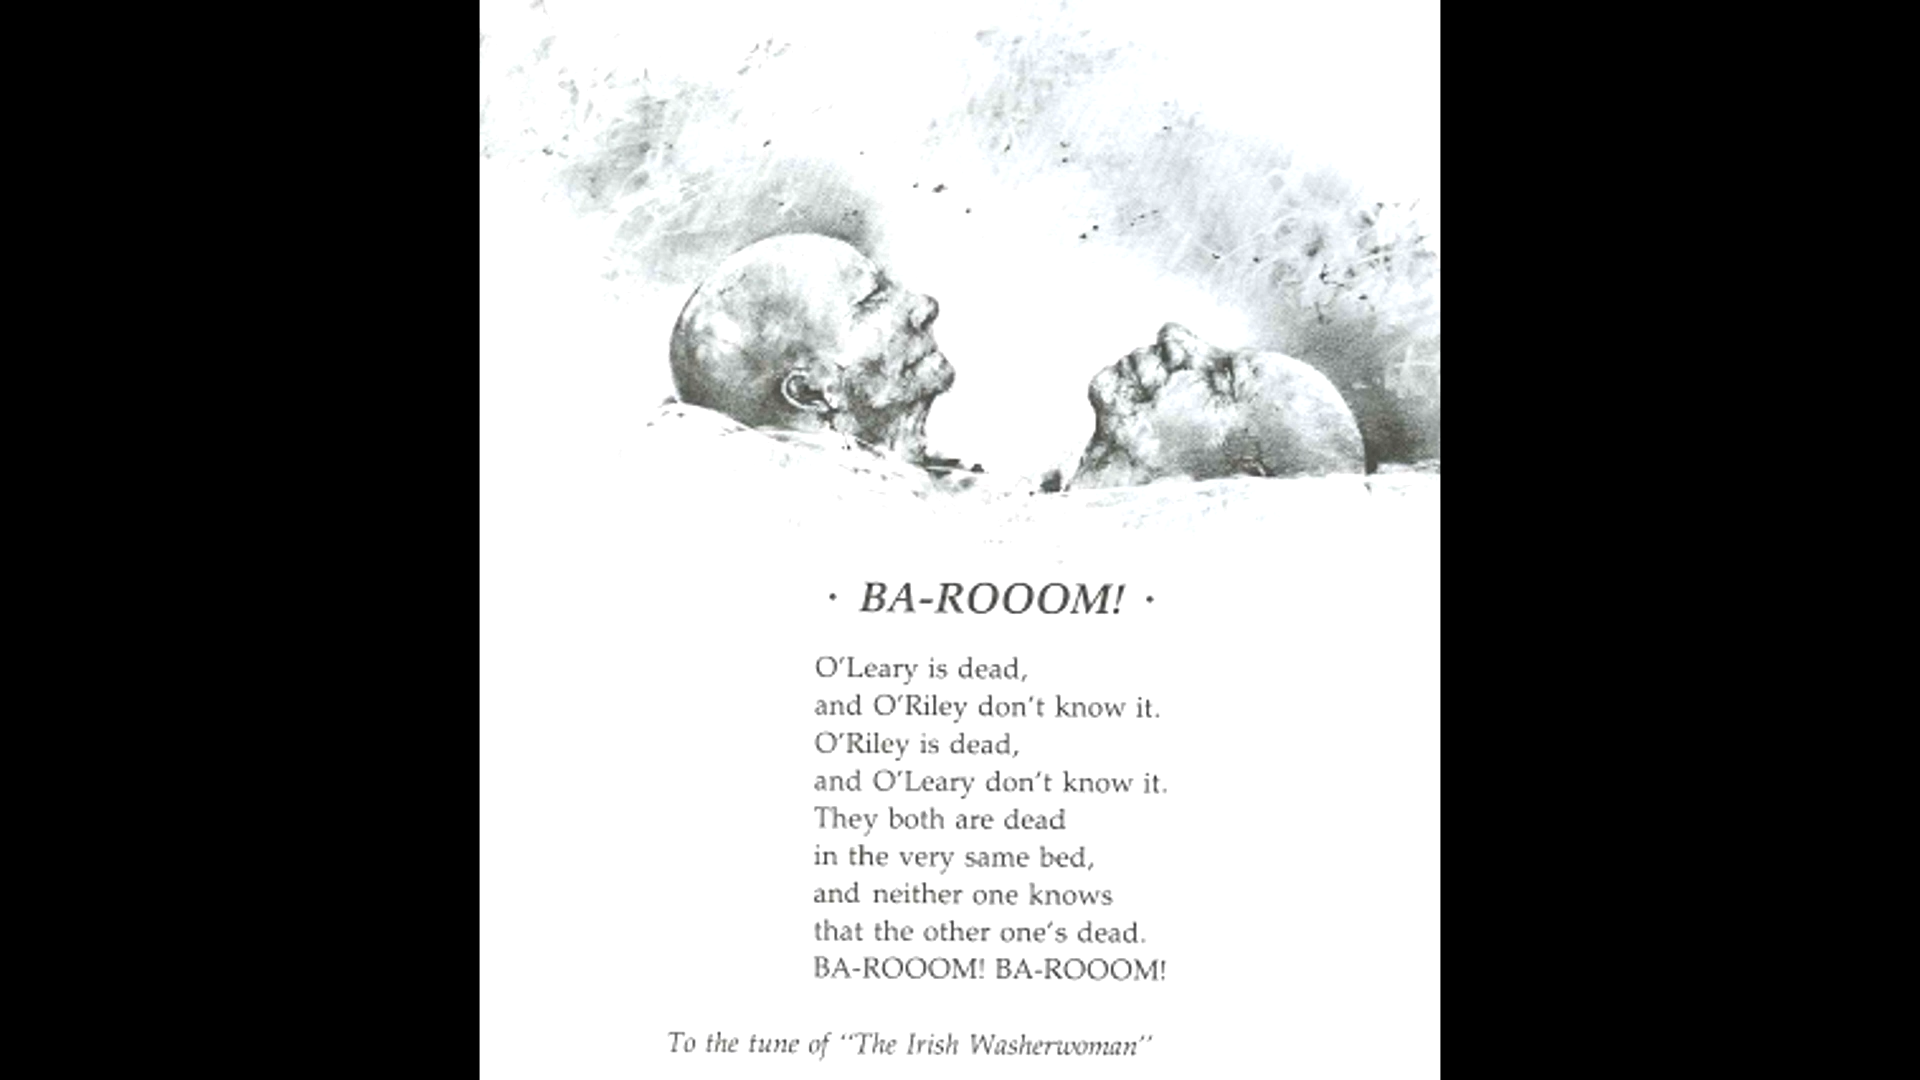 · BA-ROOOM! ·
O'Leary is dead,
and O'Riley don't know it.
O'Riley is dead,
and O'Leary don't know it.
They both are dead
in the very same bed,
and neither one knows
that the other one's dead.
BA-ROOOM! BA-ROOOM!
To the tune of "The Irish Washerwoman"